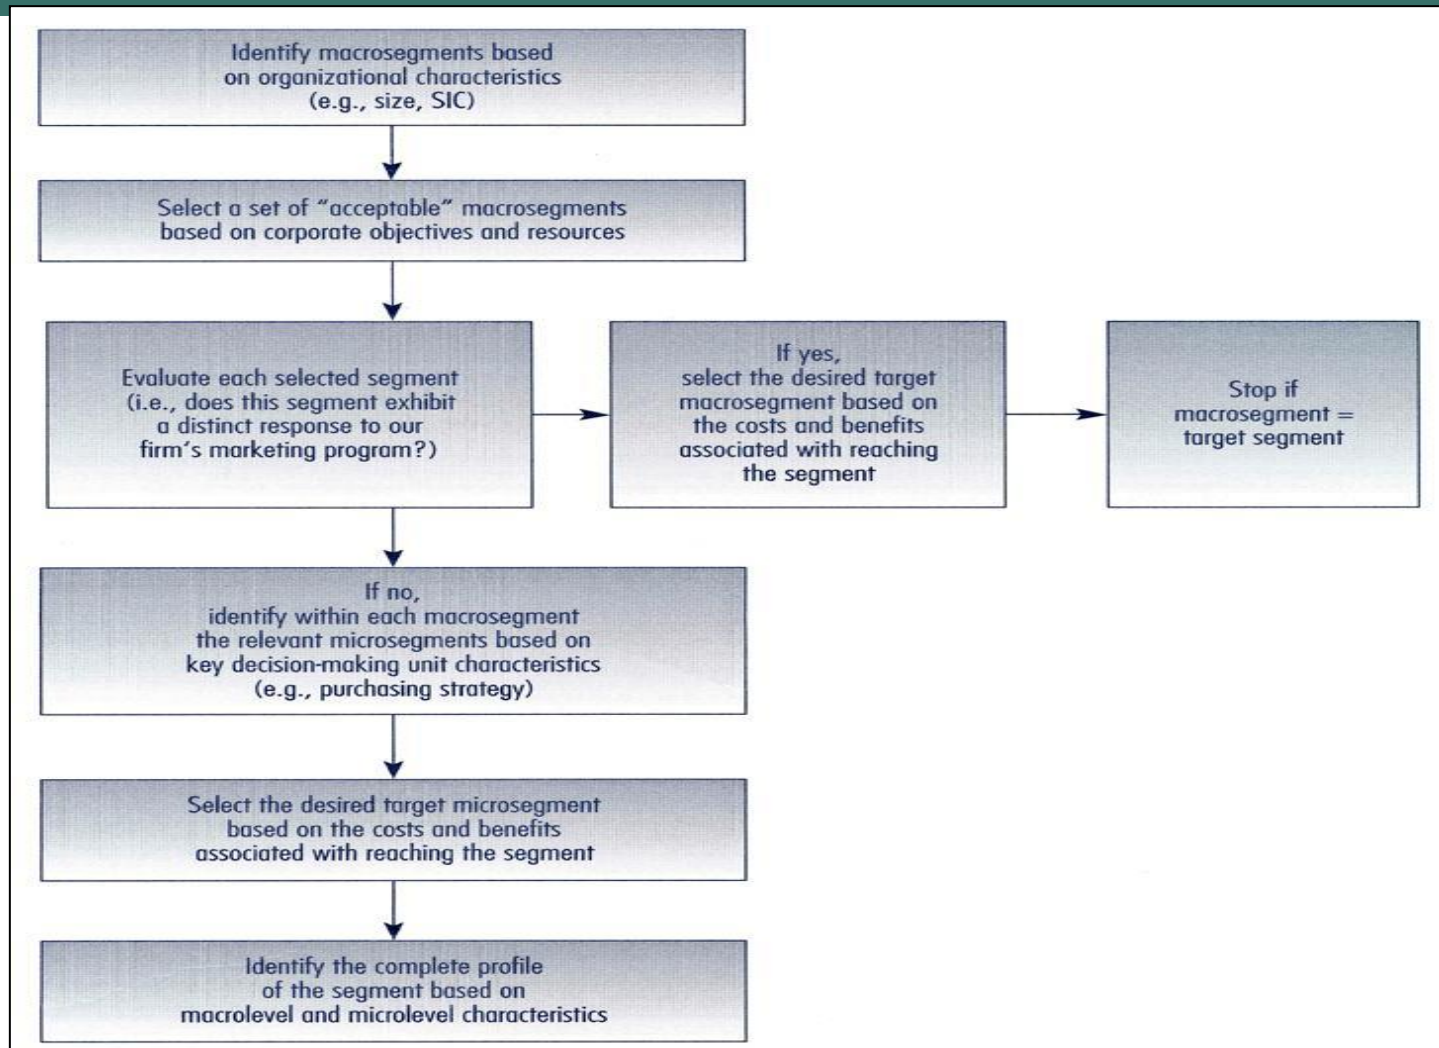 Identify macrosegments based
on organizational characteristics
(e.g., size, SIC)
Select a set of “acceptable” macrosegments
based on corporate objectives and resources
Evaluate each selected segment
(i.e., does this segment exhibit
a distinct response to our
firm's marketing program?)
If yes,
select the desired target
macrosegment based on
the costs and benefits
associated with reaching
the segment
Stop if
macrosegment =
target segment
If no,
identify within each macrosegment
the relevant microsegments based on
key decision-making unit characteristics
(e.g., purchasing strategy)
Select the desired target microsegment
based on the costs and benefits
associated with reaching the segment
Identify the complete profile
of the segment based on
macrolevel and microlevel characteristics